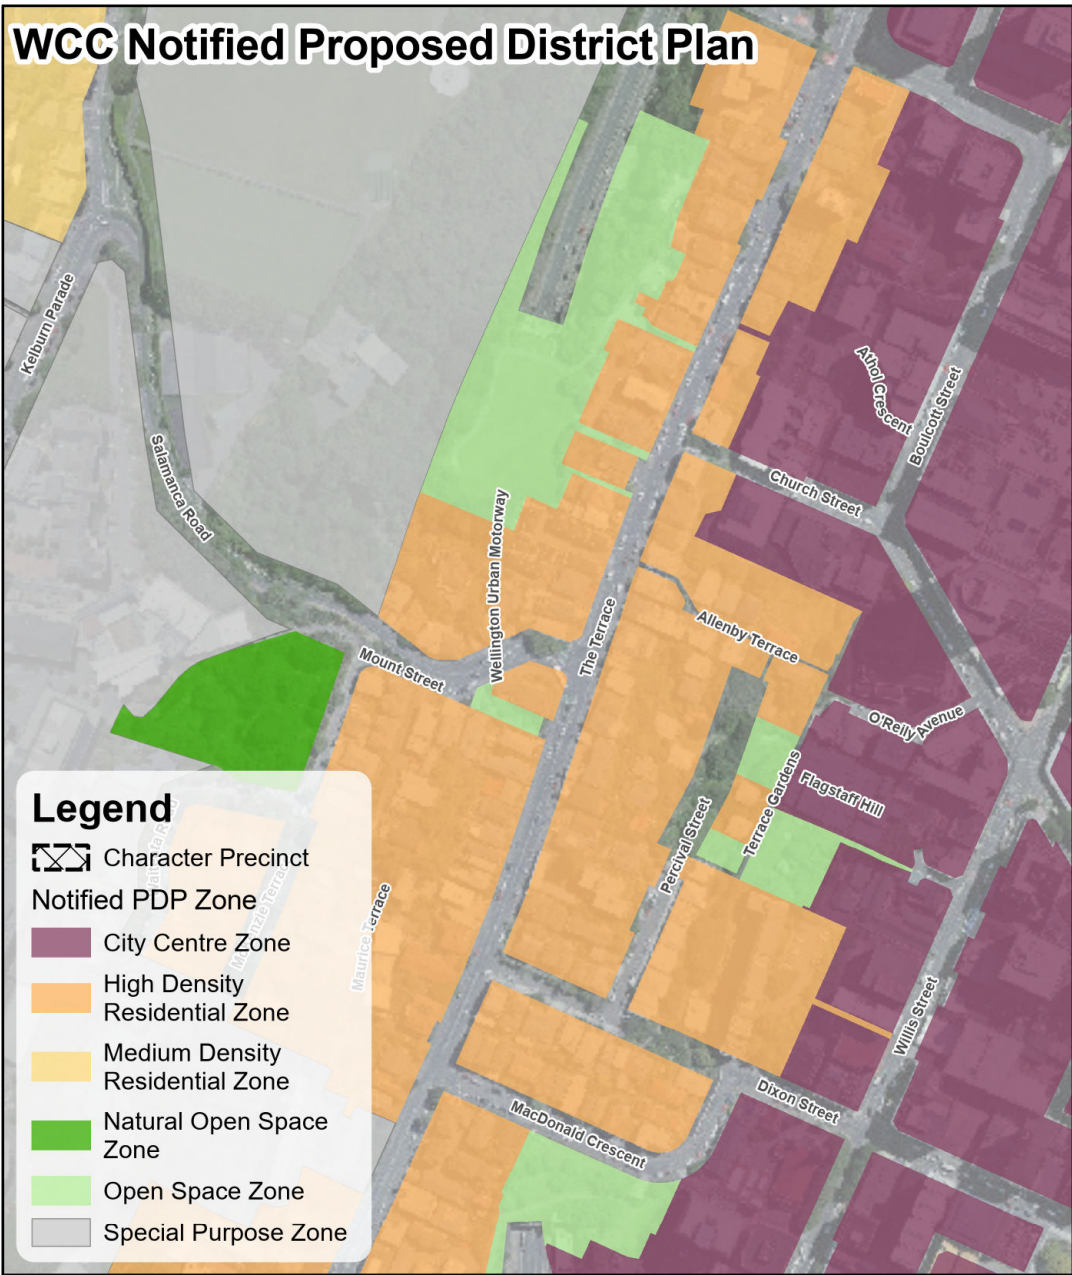 WCC Notified Proposed District Plan
Kelburn Parade
Salamanca Road
Mount Street
Wellington Urban Motorway
The Terrace
Athol Crescent
Boulcott Street
Church Street
Allenby Terrace
O'Reily Avenue
Flagstaff Hill
Terrace Gardens
Percival Street
Maurice Terrace
Willis Street
Dixon Street
MacDonald Crescent
Legend
Character Precinct
Notified PDP Zone
City Centre Zone
High Density
Residential Zone
Medium Density
Residential Zone
Natural Open Space
Zone
Open Space Zone
Special Purpose Zone